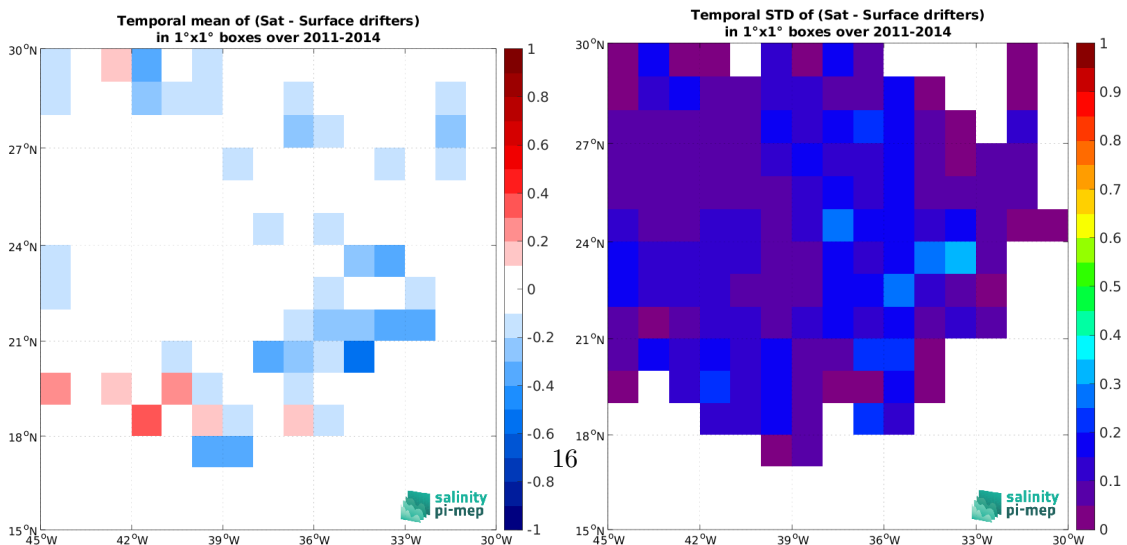 Temporal mean of (Sat - Surface drifters)
in 1°x1° boxes over 2011-2014
30°N
27°N
24°N
21°N
18°N
15°N
45°W
42°W
39°W
36°W
33°W
30°W
1
0.8
0.6
0.4
0.2
0
-0.2
-0.4
-0.6
-0.8
-1
salinity
pi-mep
16
Temporal STD of (Sat - Surface drifters)
in 1°x1° boxes over 2011-2014
30°N
27°N
24°N
21°N
18°N
15°N
45°W
42°W
39°W
36°W
33°W
30°W
1
0.9
0.8
0.7
0.6
0.5
0.4
0.3
0.2
0.1
0
salinity
pi-mep